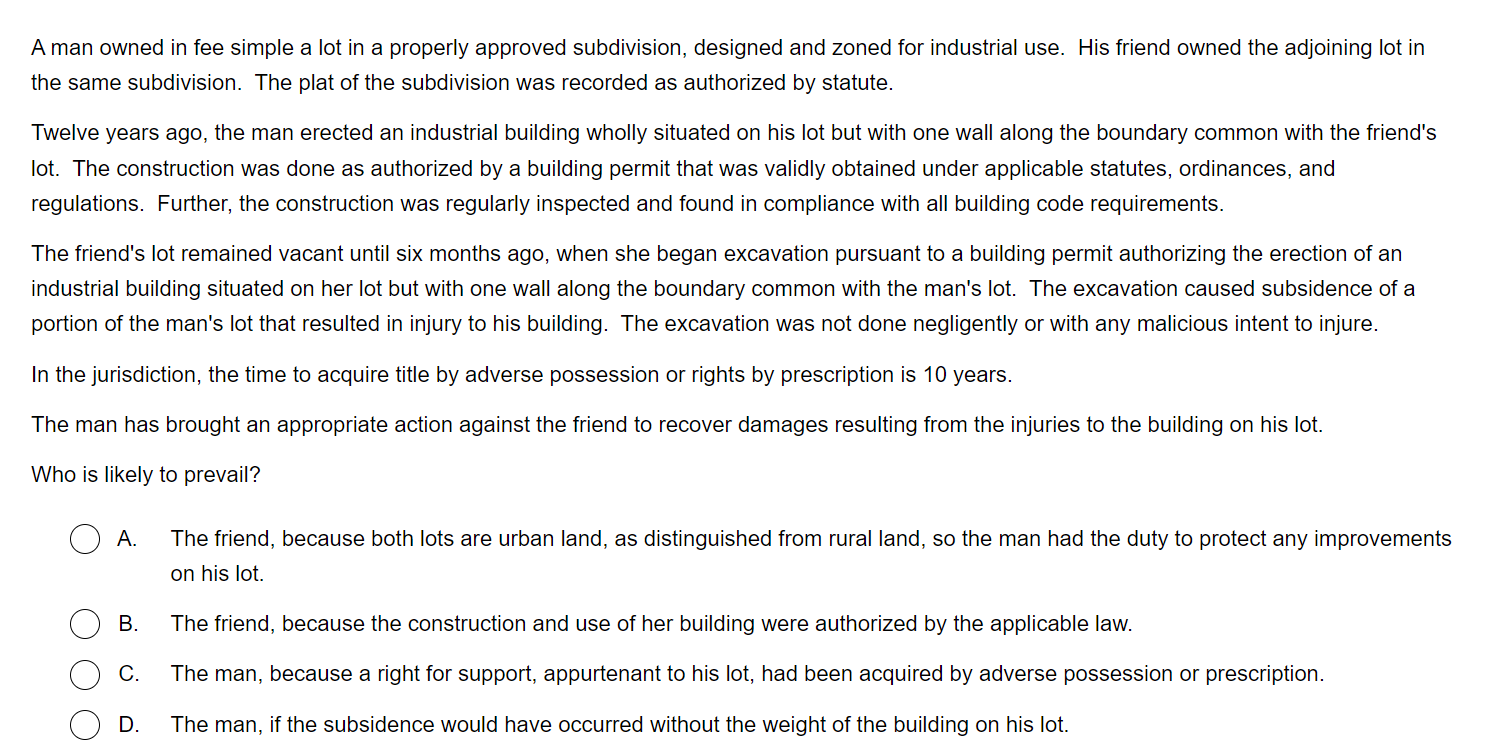 A man owned in fee simple a lot in a properly approved subdivision, designed and zoned for industrial use.  His friend owned the adjoining lot in
the same subdivision.  The plat of the subdivision was recorded as authorized by statute.
Twelve years ago, the man erected an industrial building wholly situated on his lot but with one wall along the boundary common with the friend's
lot.  The construction was done as authorized by a building permit that was validly obtained under applicable statutes, ordinances, and
regulations.  Further, the construction was regularly inspected and found in compliance with all building code requirements.
The friend's lot remained vacant until six months ago, when she began excavation pursuant to a building permit authorizing the erection of an
industrial building situated on her lot but with one wall along the boundary common with the man's lot.  The excavation caused subsidence of a
portion of the man's lot that resulted in injury to his building.  The excavation was not done negligently or with any malicious intent to injure.
In the jurisdiction, the time to acquire title by adverse possession or rights by prescription is 10 years.
The man has brought an appropriate action against the friend to recover damages resulting from the injuries to the building on his lot.
Who is likely to prevail?
A. The friend, because both lots are urban land, as distinguished from rural land, so the man had the duty to protect any improvements
on his lot.
B. The friend, because the construction and use of her building were authorized by the applicable law.
C. The man, because a right for support, appurtenant to his lot, had been acquired by adverse possession or prescription.
D. The man, if the subsidence would have occurred without the weight of the building on his lot.